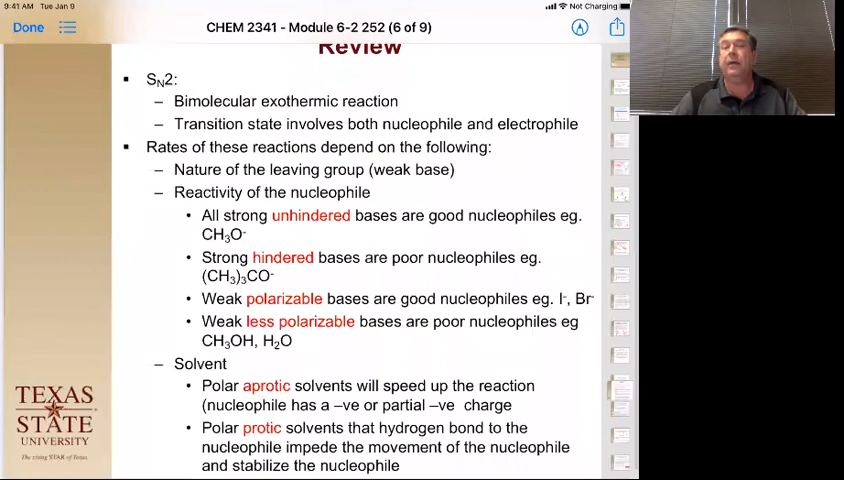 9:41 AM Tue Jan 9
Not Charging
Done
CHEM 2341 - Module 6-2 252 (6 of 9)
Review
▪ SN2:
– Bimolecular exothermic reaction
– Transition state involves both nucleophile and electrophile
▪ Rates of these reactions depend on the following:
– Nature of the leaving group (weak base)
– Reactivity of the nucleophile
• All strong unhindered bases are good nucleophiles eg.
CH3O-
• Strong hindered bases are poor nucleophiles eg.
(CH3)3CO-
• Weak polarizable bases are good nucleophiles eg. I-, Br-
• Weak less polarizable bases are poor nucleophiles eg
CH3OH, H2O
– Solvent
• Polar aprotic solvents will speed up the reaction
(nucleophile has a –ve or partial –ve charge
• Polar protic solvents that hydrogen bond to the
nucleophile impede the movement of the nucleophile
and stabilize the nucleophile
TEXAS
STATE
UNIVERSITY
The rising STAR of Texas